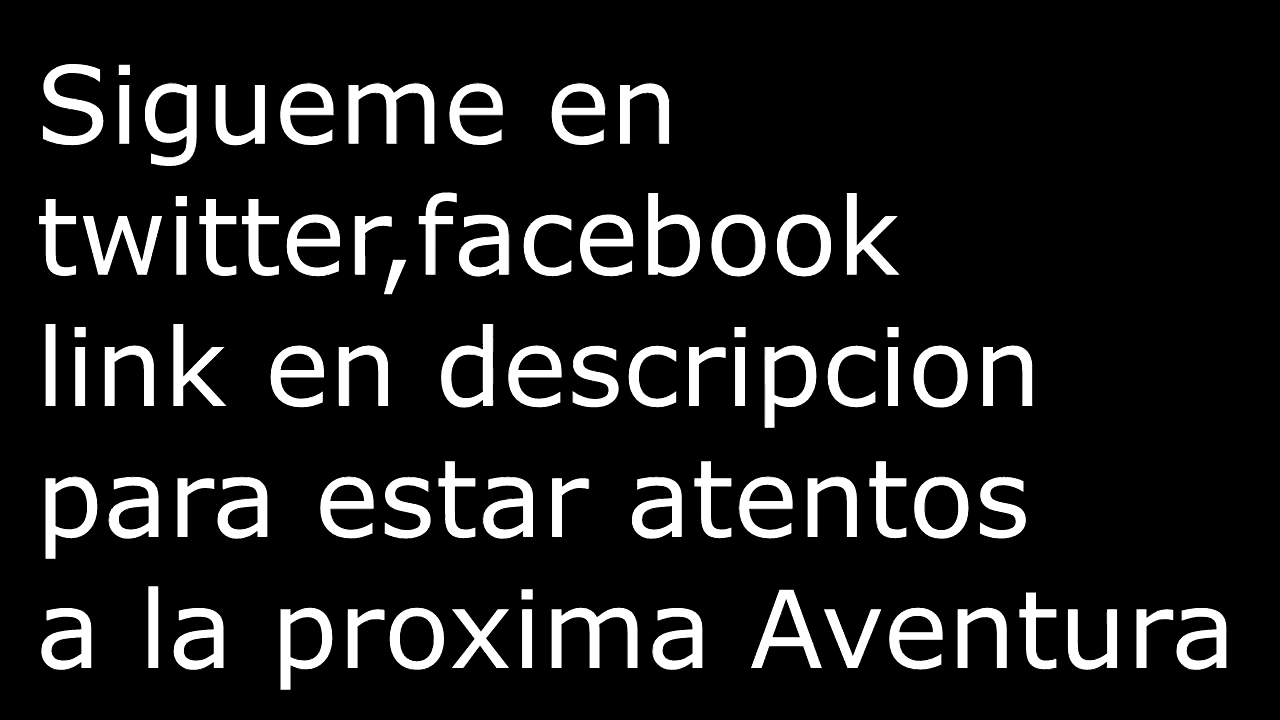 Sigueme en
twitter,facebook
link en descripcion
para estar atentos
a la proxima Aventura